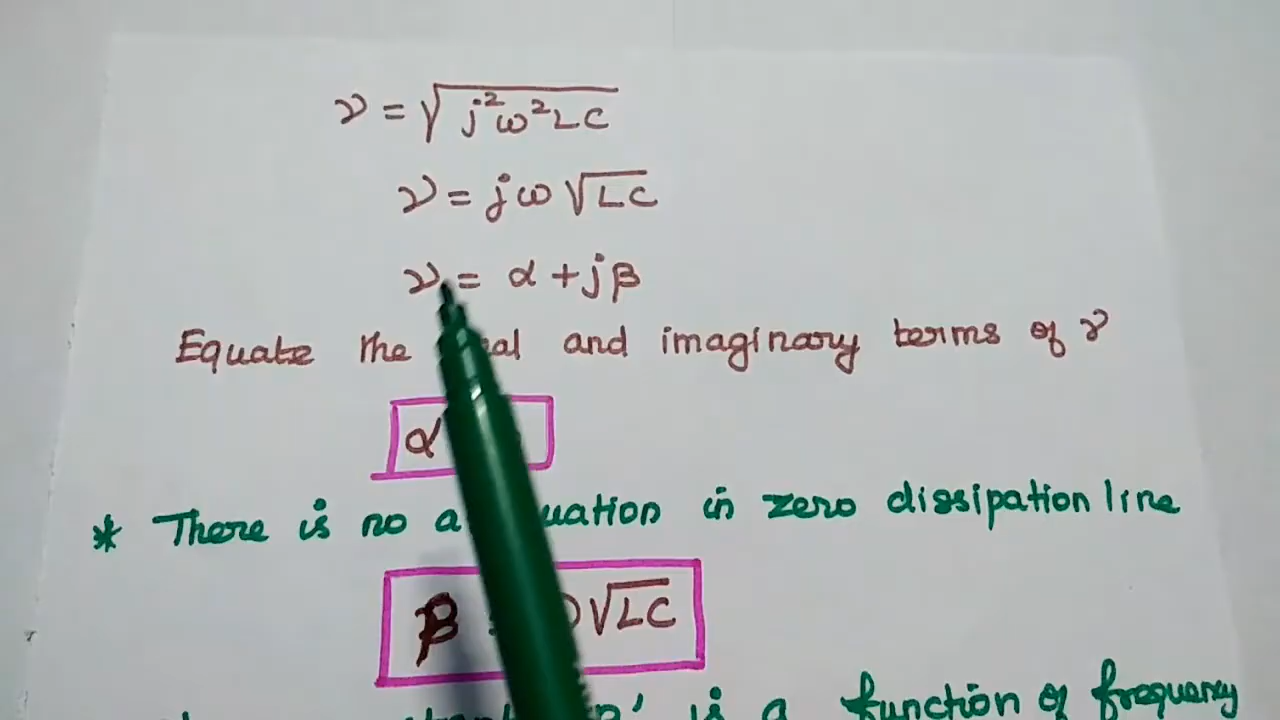 γ = √j²ω²LC
γ = jω √LC
γ = α + jβ
Equate the and imaginary terms of γ
α
* There is no in zero dissipation line
β √LC
is a function of frequency